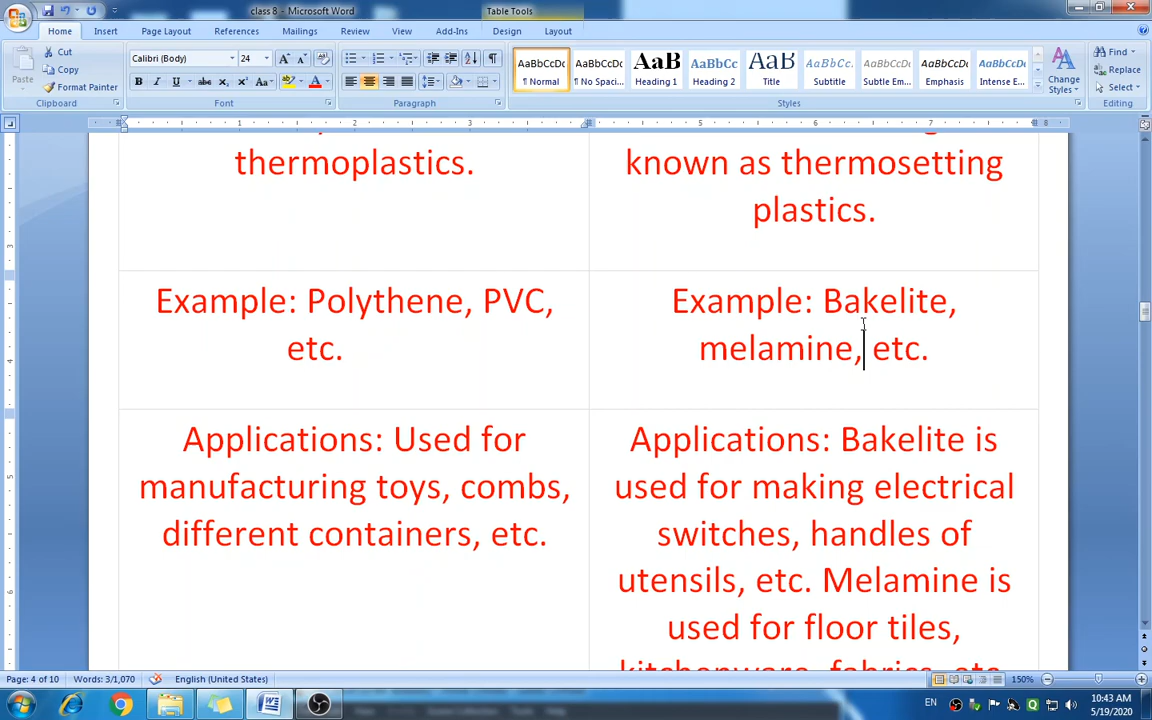 class 8 - Microsoft Word
Table Tools
Home
Insert
Page Layout
References
Mailings
Review
View
Add-Ins
Design
Layout
Paste
Cut
Copy
Format Painter
Clipboard
Calibri (Body)
24
Font
Paragraph
AaBbCcDc
¶ Normal
AaBbCcDc
¶ No Spaci...
AaB
Heading 1
AaBbCc
Heading 2
AaB
Title
AaBbCc.
Subtitle
AaBbCcDc
Subtle Em...
AaBbCcDc
Emphasis
AaBbCcDc
Intense E...
Change
Styles
Styles
Find
Replace
Select
Editing
thermoplastics.
known as thermosetting
plastics.
Example: Polythene, PVC,
etc.
Example: Bakelite,
melamine, etc.
Applications: Used for
manufacturing toys, combs,
different containers, etc.
Applications: Bakelite is
used for making electrical
switches, handles of
utensils, etc. Melamine is
used for floor tiles,
kitchenware, fabrics, etc.
Page: 4 of 10
Words: 3/1,070
English (United States)
150%
EN
10:43 AM
5/19/2020